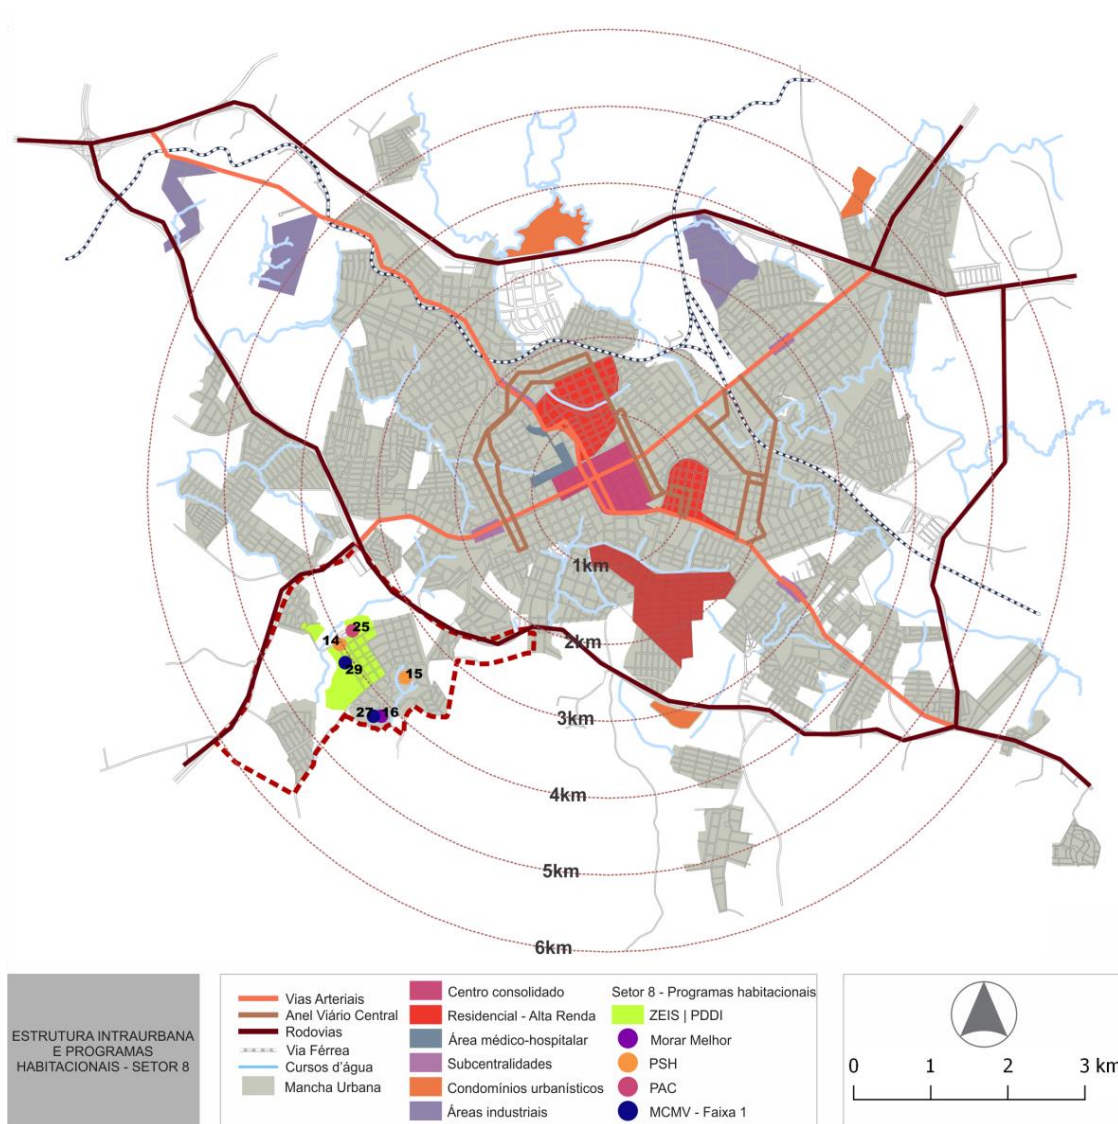 1km
25
14
2km
29
15
27
16
3km
4km
5km
6km
ESTRUTURA INTRAURBANA
E PROGRAMAS
HABITACIONAIS - SETOR 8
Vias Arteriais
Anel Viário Central
Rodovias
Via Férrea
Cursos d'água
Mancha Urbana
Centro consolidado
Residencial - Alta Renda
Área médico-hospitalar
Subcentralidades
Condomínios urbanísticos
Áreas industriais
Setor 8 - Programas habitacionais
ZEIS | PDDI
Morar Melhor
PSH
PAC
MCMV - Faixa 1
0 1 2 3 km